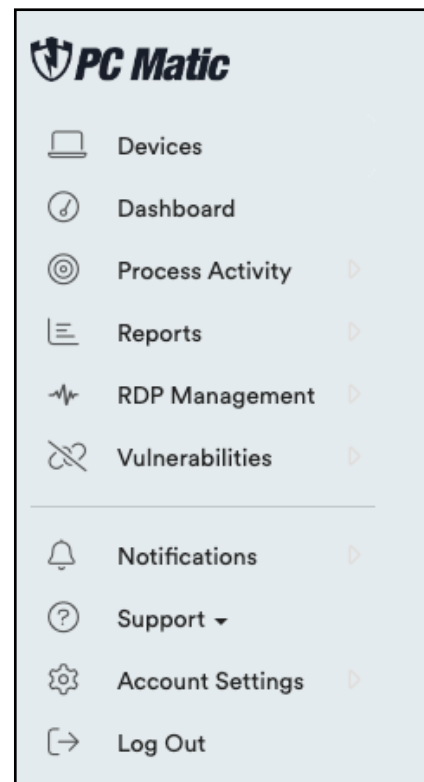 PC Matic
Devices
Dashboard
Process Activity
Reports
RDP Management
Vulnerabilities
Notifications
Support
Account Settings
Log Out